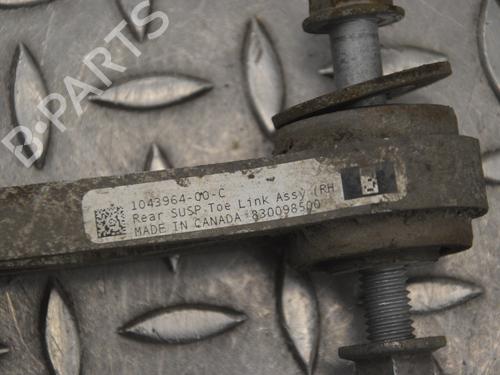 B-PARTS
1043964-00-C
Rear SUSP Toe Link Assy (RH
MADE IN CANADA 830098500